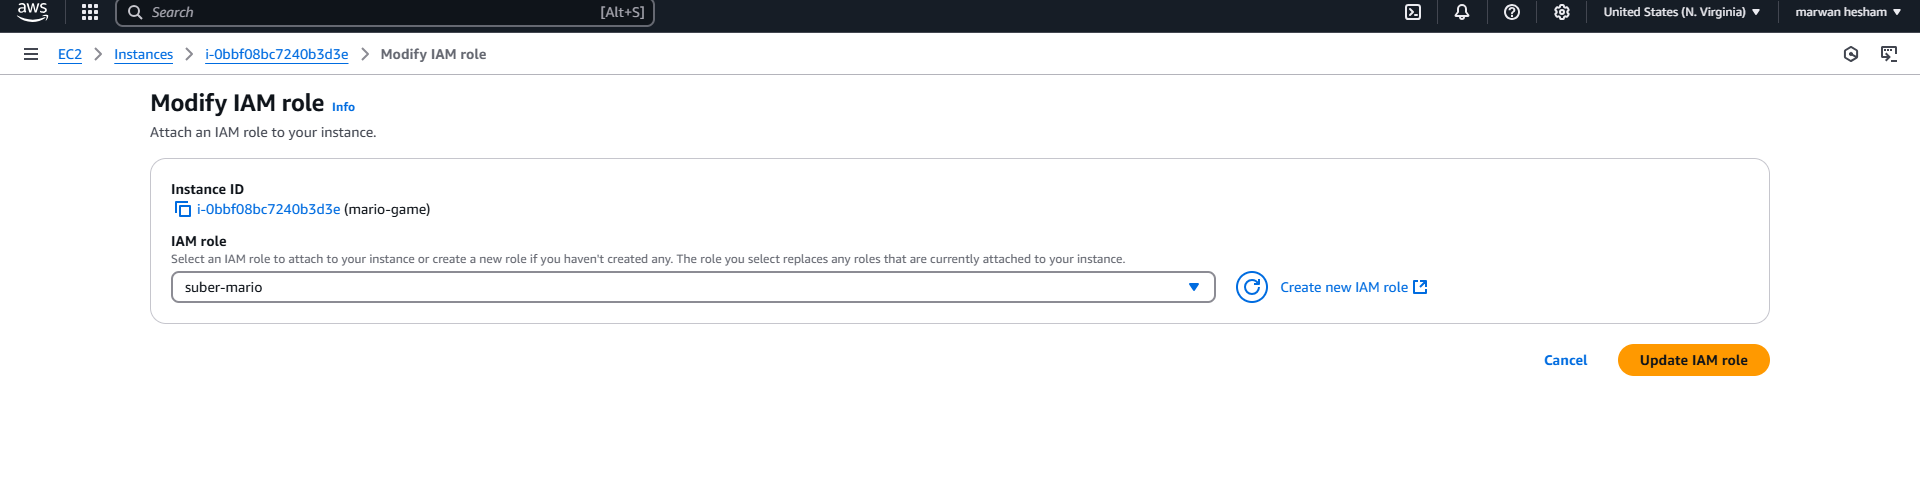 aws
Search [Alt+S] United States (N. Virginia) marwan hesham
EC2 Instances i-0bbf08bc7240b3d3e Modify IAM role
Modify IAM role Info
Attach an IAM role to your instance.
Instance ID
i-0bbf08bc7240b3d3e (mario-game)
IAM role
Select an IAM role to attach to your instance or create a new role if you haven't created any. The role you select replaces any roles that are currently attached to your instance.
suber-mario Create new IAM role
Cancel Update IAM role